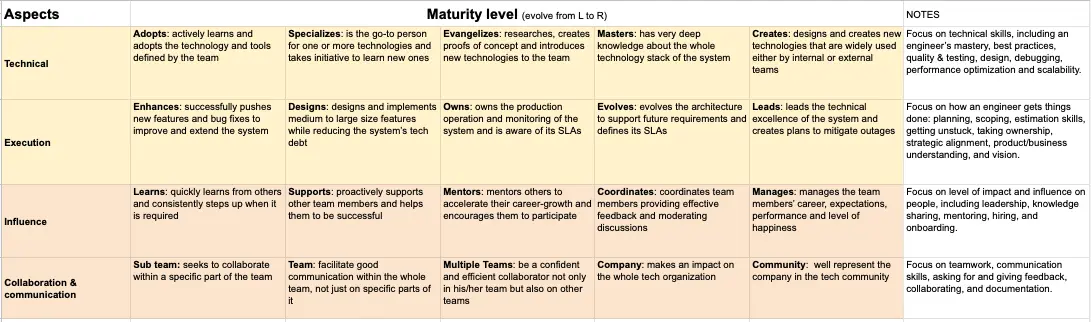 Aspects
Maturity level (evolve from L to R)
NOTES
Technical
Adopts: actively learns and
adopts the technology and tools
defined by the team
Specializes: is the go-to person
for one or more technologies and
takes initiative to learn new ones
Evangelizes: researches, creates
proofs of concept and introduces
new technologies to the team
Masters: has very deep
knowledge about the whole
technology stack of the system
Creates: designs and creates new
technologies that are widely used
either by internal or external
teams
Focus on technical skills, including an
engineer's mastery, best practices,
quality & testing, design, debugging,
performance optimization and scalability.
Execution
Enhances: successfully pushes
new features and bug fixes to
improve and extend the system
Designs: designs and implements
medium to large size features
while reducing the system's tech
debt
Owns: owns the production
operation and monitoring of the
system and is aware of its SLAs
Evolves: evolves the architecture
to support future requirements and
defines its SLAs
Leads: leads the technical
excellence of the system and
creates plans to mitigate outages
Focus on how an engineer gets things
done: planning, scoping, estimation skills,
getting unstuck, taking ownership,
strategic alignment, product/business
understanding, and vision.
Influence
Learns: quickly learns from others
and consistently steps up when it
is required
Supports: proactively supports
other team members and helps
them to be successful
Mentors: mentors others to
accelerate their career-growth and
encourages them to participate
Coordinates: coordinates team
members providing effective
feedback and moderating
discussions
Manages: manages the team
members' career, expectations,
performance and level of
happiness
Focus on level of impact and influence on
people, including leadership, knowledge
sharing, mentoring, hiring, and
onboarding.
Collaboration &
communication
Sub team: seeks to collaborate
within a specific part of the team
Team: facilitate good
communication within the whole
team, not just on specific parts of
it
Multiple Teams: be a confident
and efficient collaborator not only
in his/her team but also on other
teams
Company: makes an impact on
the whole tech organization
Community: well represent the
company in the tech community
Focus on teamwork, communication
skills, asking for and giving feedback,
collaborating, and documentation.